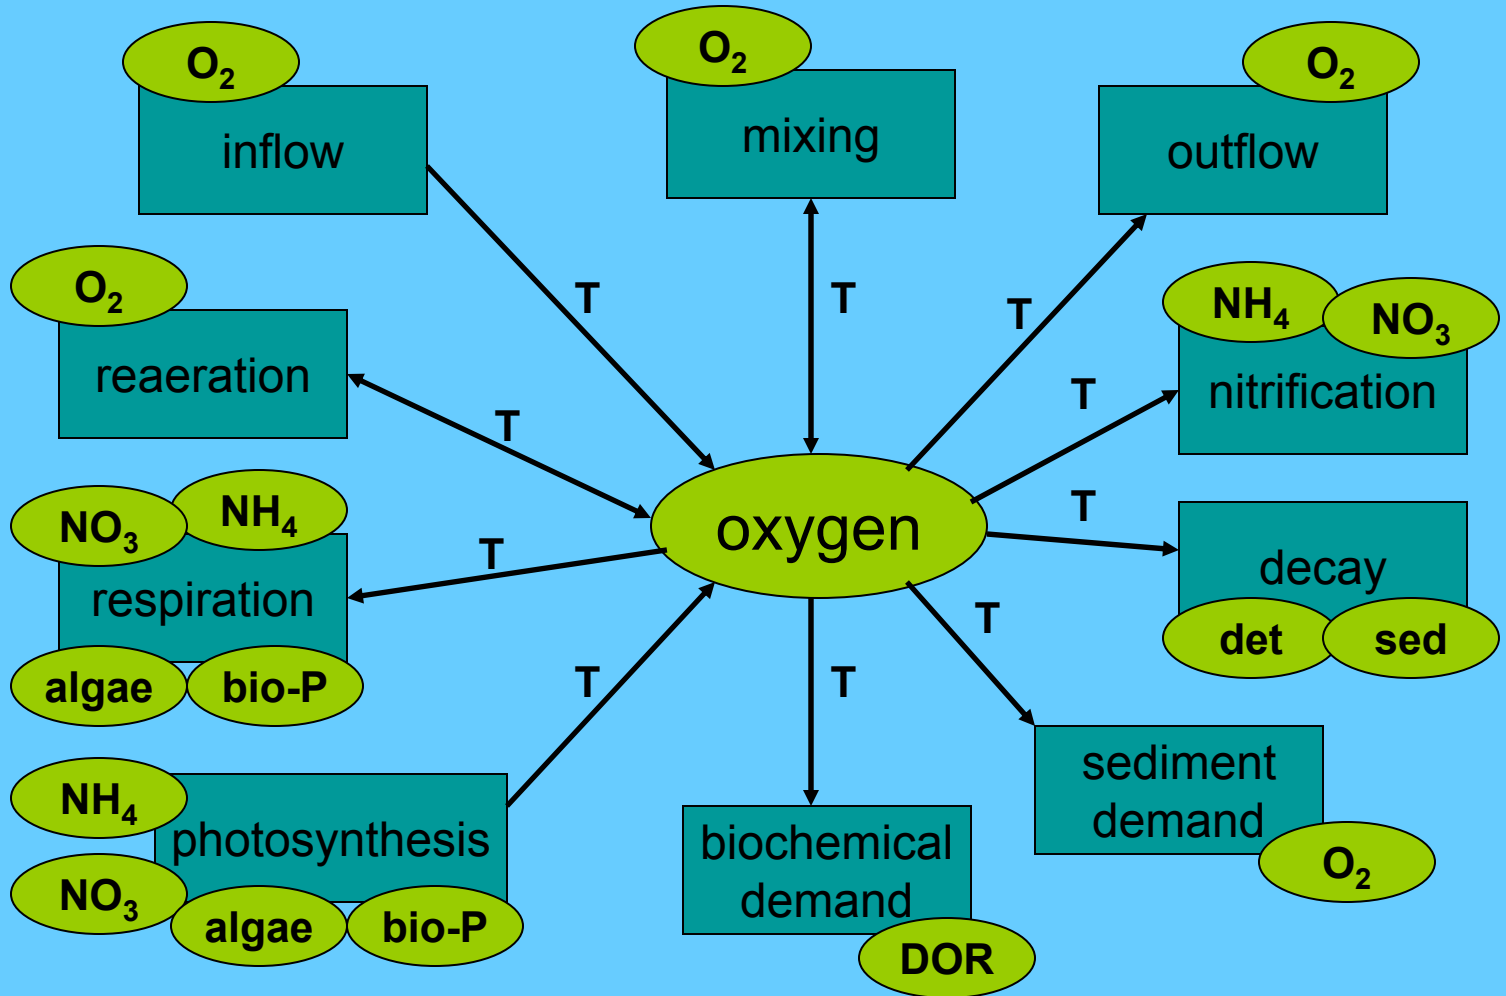 O₂
inflow
O₂
mixing
O₂
outflow
T
T
T
O₂
reaeration
T
NH₄
NO₃
nitrification
T
NO₃
NH₄
respiration
algae
bio-P
T
oxygen
T
decay
det
sed
T
sediment
demand
O₂
T
NH₄
photosynthesis
NO₃
algae
bio-P
T
biochemical
demand
DOR